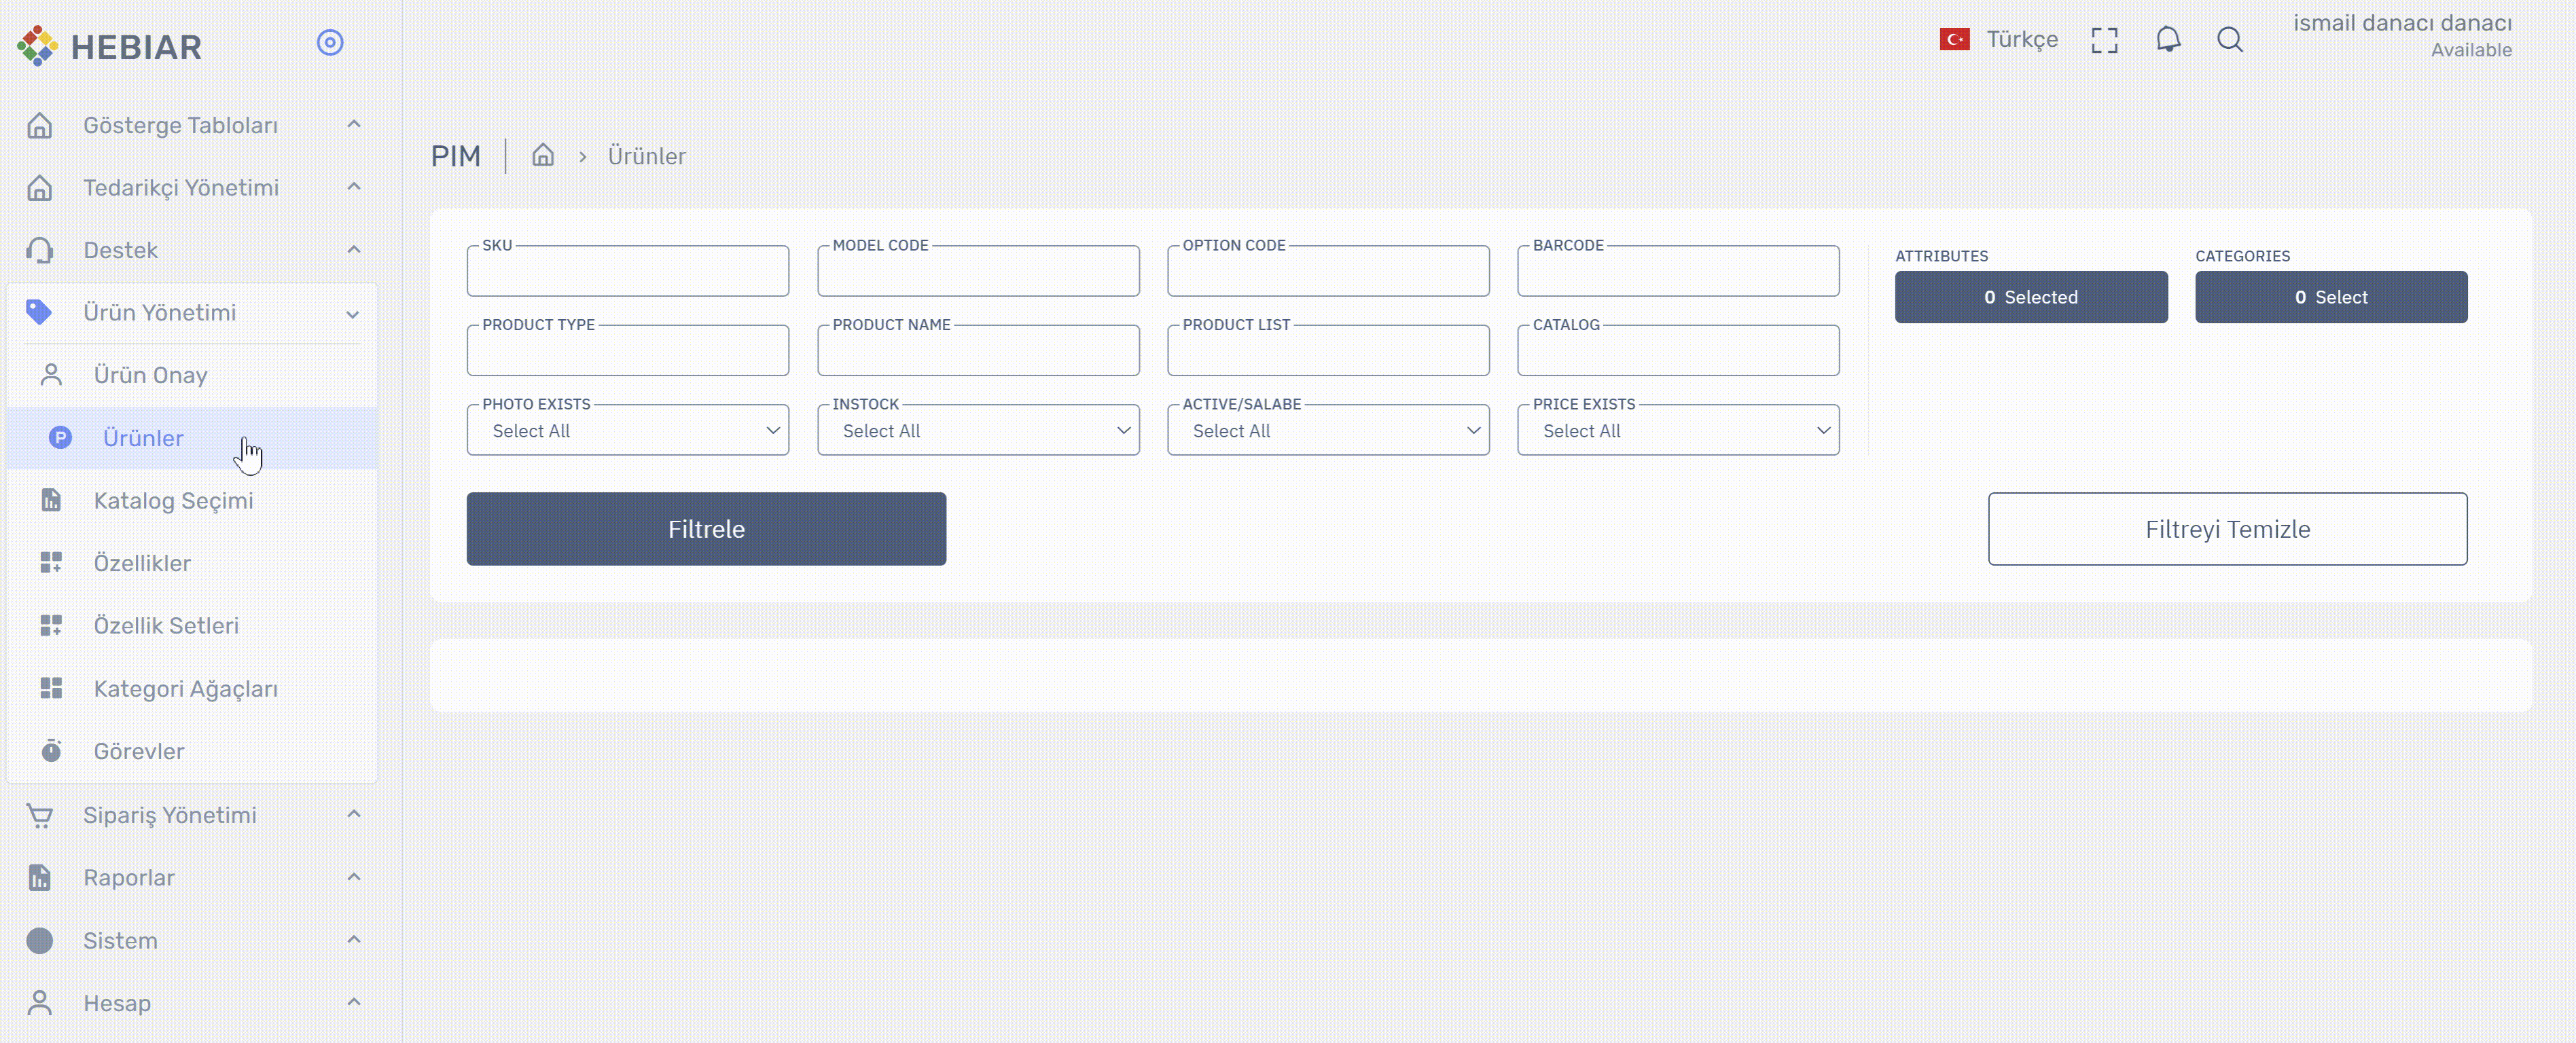 HEBIAR
Türkçe
ismail danacı danacı
Available
Gösterge Tabloları
Tedarikçi Yönetimi
Destek
Ürün Yönetimi
Ürün Onay
P Ürünler
Katalog Seçimi
Özellikler
Özellik Setleri
Kategori Ağaçları
Görevler
Sipariş Yönetimi
Raporlar
Sistem
Hesap
PIM
Ürünler
SKU
MODEL CODE
OPTION CODE
BARCODE
ATTRIBUTES
CATEGORIES
0 Selected
0 Select
PRODUCT TYPE
PRODUCT NAME
PRODUCT LIST
CATALOG
PHOTO EXISTS
INSTOCK
ACTIVE/SALABE
PRICE EXISTS
Select All
Select All
Select All
Select All
Filtrele
Filtreyi Temizle